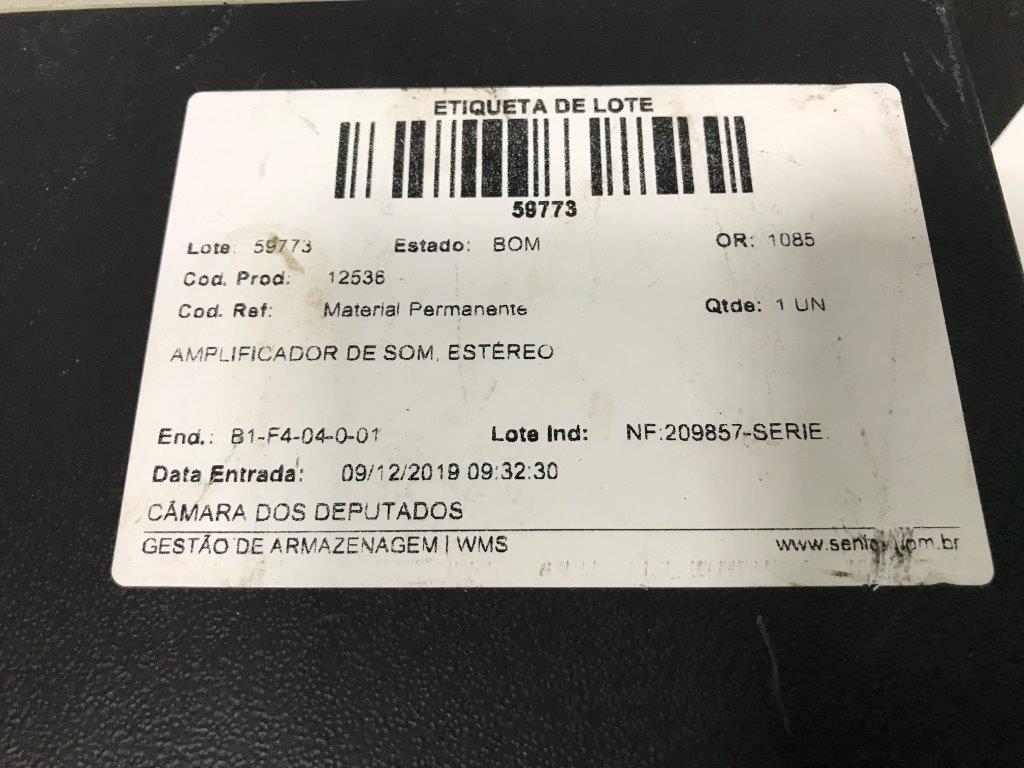 ETIQUETA DE LOTE
59773
Lote: 59773 Estado: BOM OR: 1085
Cod. Prod: 12536
Cod. Ref: Material Permanente Qtde: 1 UN
AMPLIFICADOR DE SOM, ESTÉREO
End.: B1-F4-04-0-01 Lote Ind: NF:209857-SERIE
Data Entrada: 09/12/2019 09:32:30
CÂMARA DOS DEPUTADOS
GESTÃO DE ARMAZENAGEM | WMS